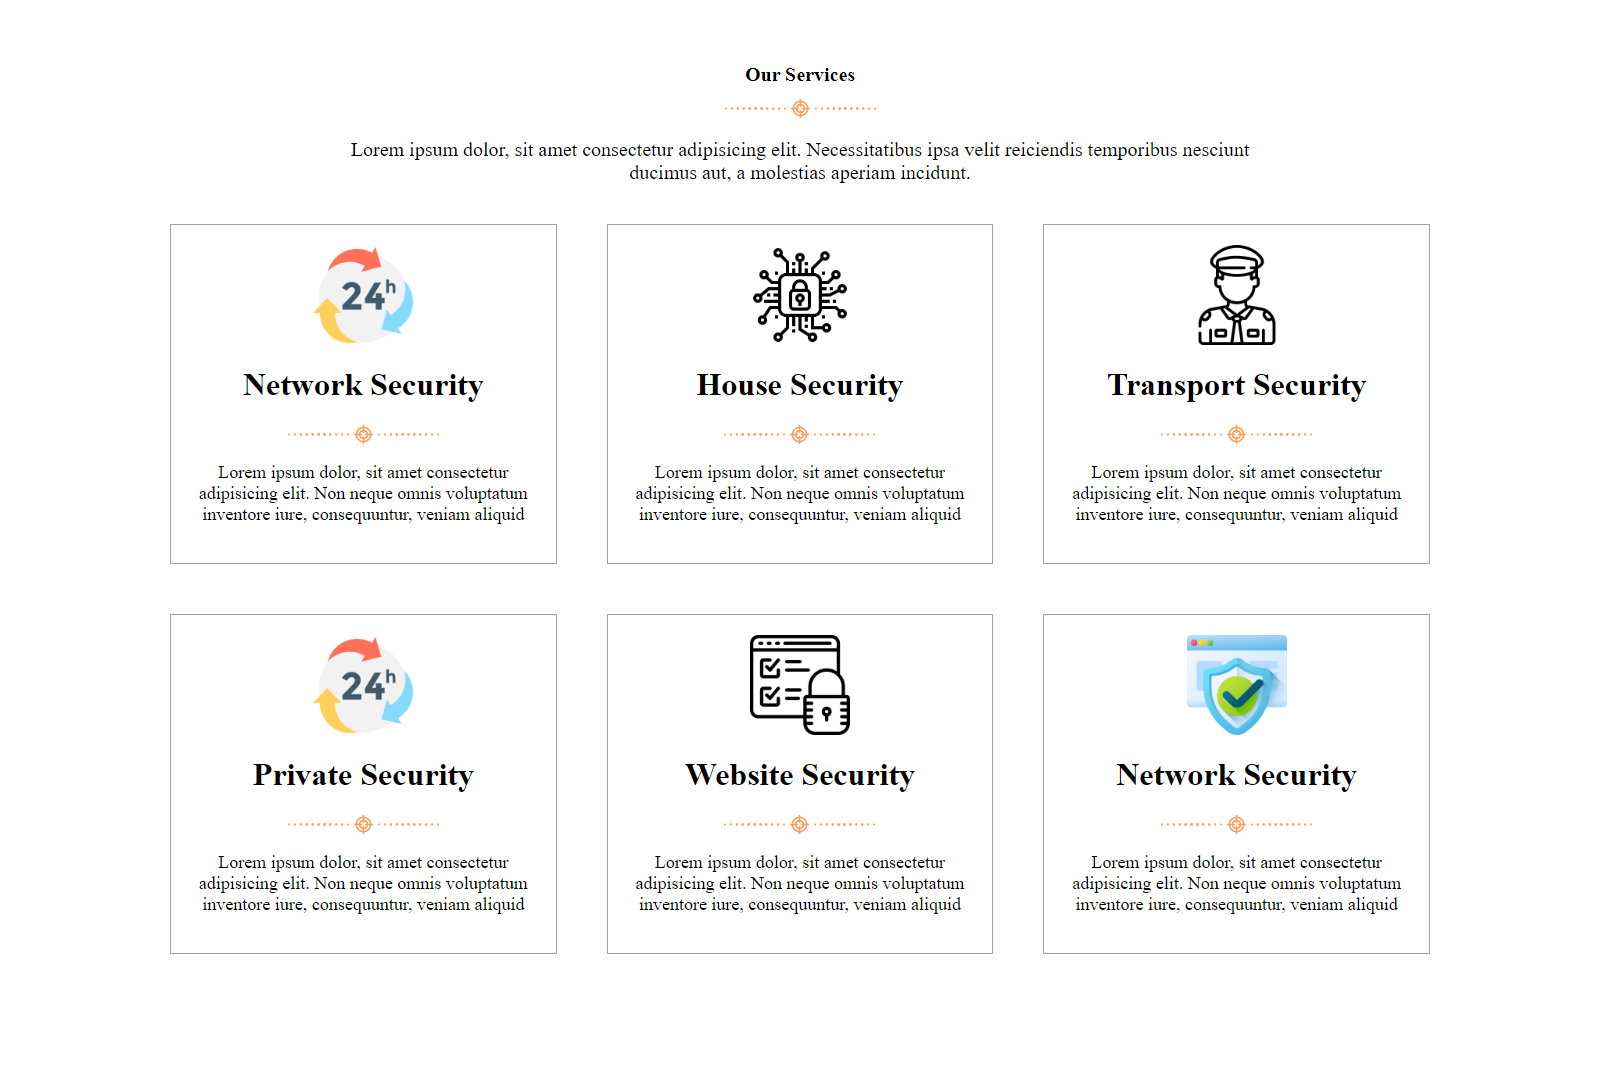 Our Services
Lorem ipsum dolor, sit amet consectetur adipisicing elit. Necessitatibus ipsa velit reiciendis temporibus nesciunt
ducimus aut, a molestias aperiam incidunt.
24h
Network Security
Lorem ipsum dolor, sit amet consectetur
adipisicing elit. Non neque omnis voluptatum
inventore iure, consequuntur, veniam aliquid
House Security
Lorem ipsum dolor, sit amet consectetur
adipisicing elit. Non neque omnis voluptatum
inventore iure, consequuntur, veniam aliquid
Transport Security
Lorem ipsum dolor, sit amet consectetur
adipisicing elit. Non neque omnis voluptatum
inventore iure, consequuntur, veniam aliquid
24h
Private Security
Lorem ipsum dolor, sit amet consectetur
adipisicing elit. Non neque omnis voluptatum
inventore iure, consequuntur, veniam aliquid
Website Security
Lorem ipsum dolor, sit amet consectetur
adipisicing elit. Non neque omnis voluptatum
inventore iure, consequuntur, veniam aliquid
Network Security
Lorem ipsum dolor, sit amet consectetur
adipisicing elit. Non neque omnis voluptatum
inventore iure, consequuntur, veniam aliquid